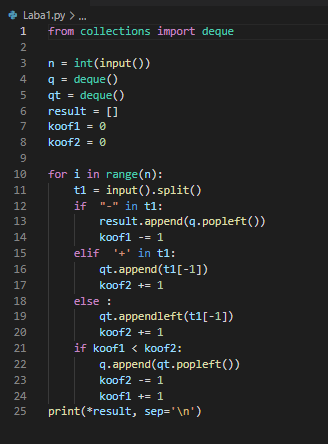 Laba1.py > ...
1 from collections import deque
2
3 n = int(input())
4 q = deque()
5 qt = deque()
6 result = []
7 koof1 = 0
8 koof2 = 0
9
10 for i in range(n):
11     t1 = input().split()
12     if  "-" in t1:
13         result.append(q.popleft())
14         koof1 -= 1
15     elif  '+' in t1:
16         qt.append(t1[-1])
17         koof2 += 1
18     else :
19         qt.appendleft(t1[-1])
20         koof2 += 1
21     if koof1 < koof2:
22         q.append(qt.popleft())
23         koof2 -= 1
24         koof1 += 1
25 print(*result, sep='\n')